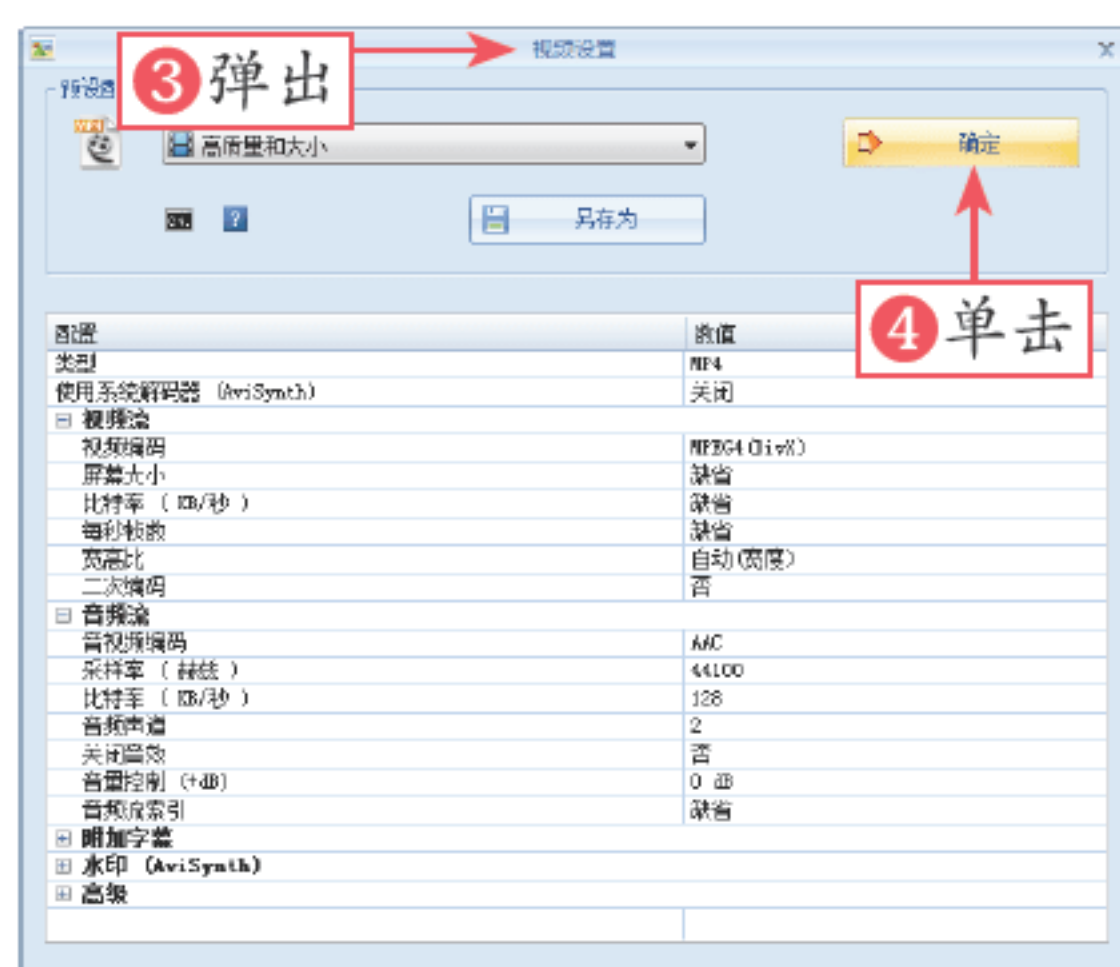 视频设置
❸弹出
预设置
高质量和大小
确定
另存为
❹单击
配置 数值
类型 MP4
使用系统解码器 (AviSynth) 关闭
视频流
视频编码 MPEG4(DivX)
屏幕大小 缺省
比特率 ( KB/秒 ) 缺省
每秒帧数 缺省
宽高比 自动(宽度)
二次编码 否
音频流
音视频编码 AAC
采样率 ( 赫兹 ) 44100
比特率 ( KB/秒 ) 128
音频声道 2
关闭音效 否
音量控制 (+dB) 0 dB
音频流索引 缺省
附加字幕
水印 (AviSynth)
高级